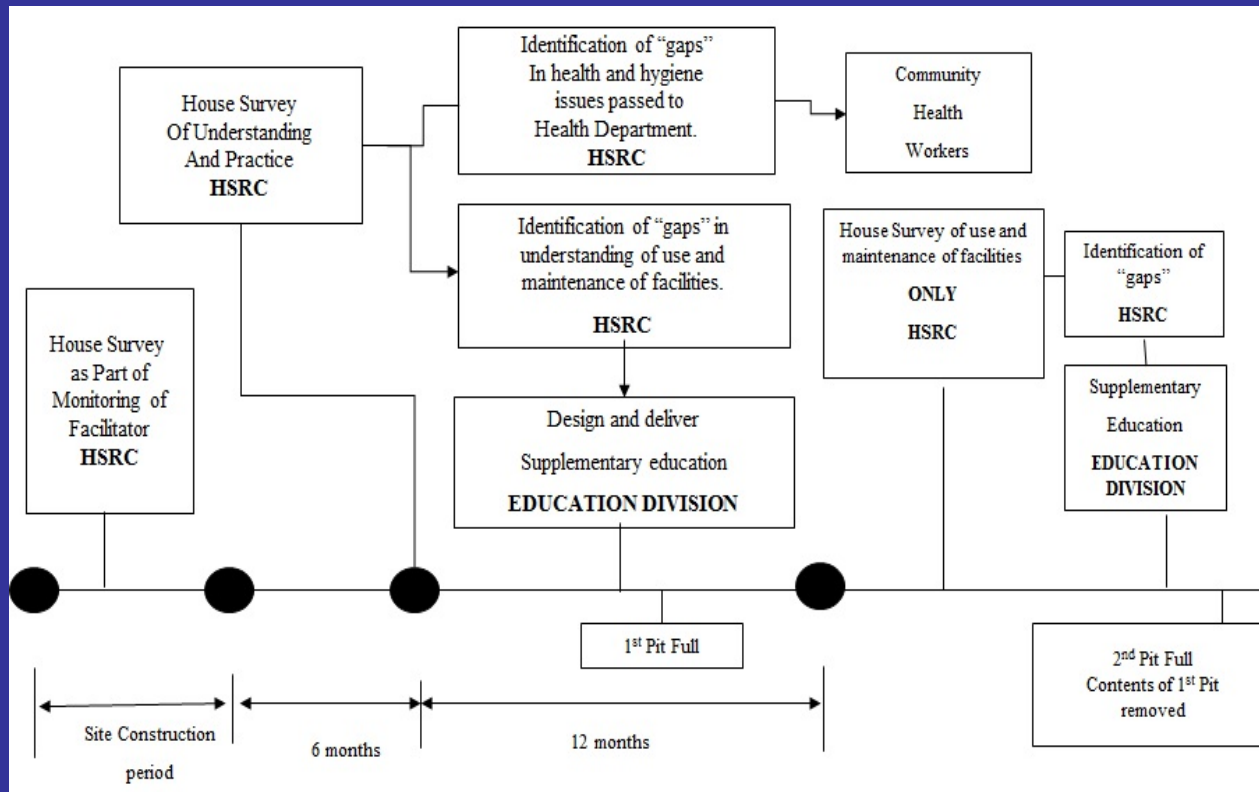 House Survey
Of Understanding
And Practice
HSRC
Identification of “gaps”
In health and hygiene
issues passed to
Health Department.
HSRC
Community
Health
Workers
Identification of “gaps” in
understanding of use and
maintenance of facilities.
HSRC
House Survey of use and
maintenance of facilities
ONLY
HSRC
Identification of
“gaps”
HSRC
House Survey
as Part of
Monitoring of
Facilitator
HSRC
Design and deliver
Supplementary education
EDUCATION DIVISION
Supplementary
Education
EDUCATION
DIVISION
1st Pit Full
2nd Pit Full
Contents of 1st Pit
removed
Site Construction
period
6 months
12 months